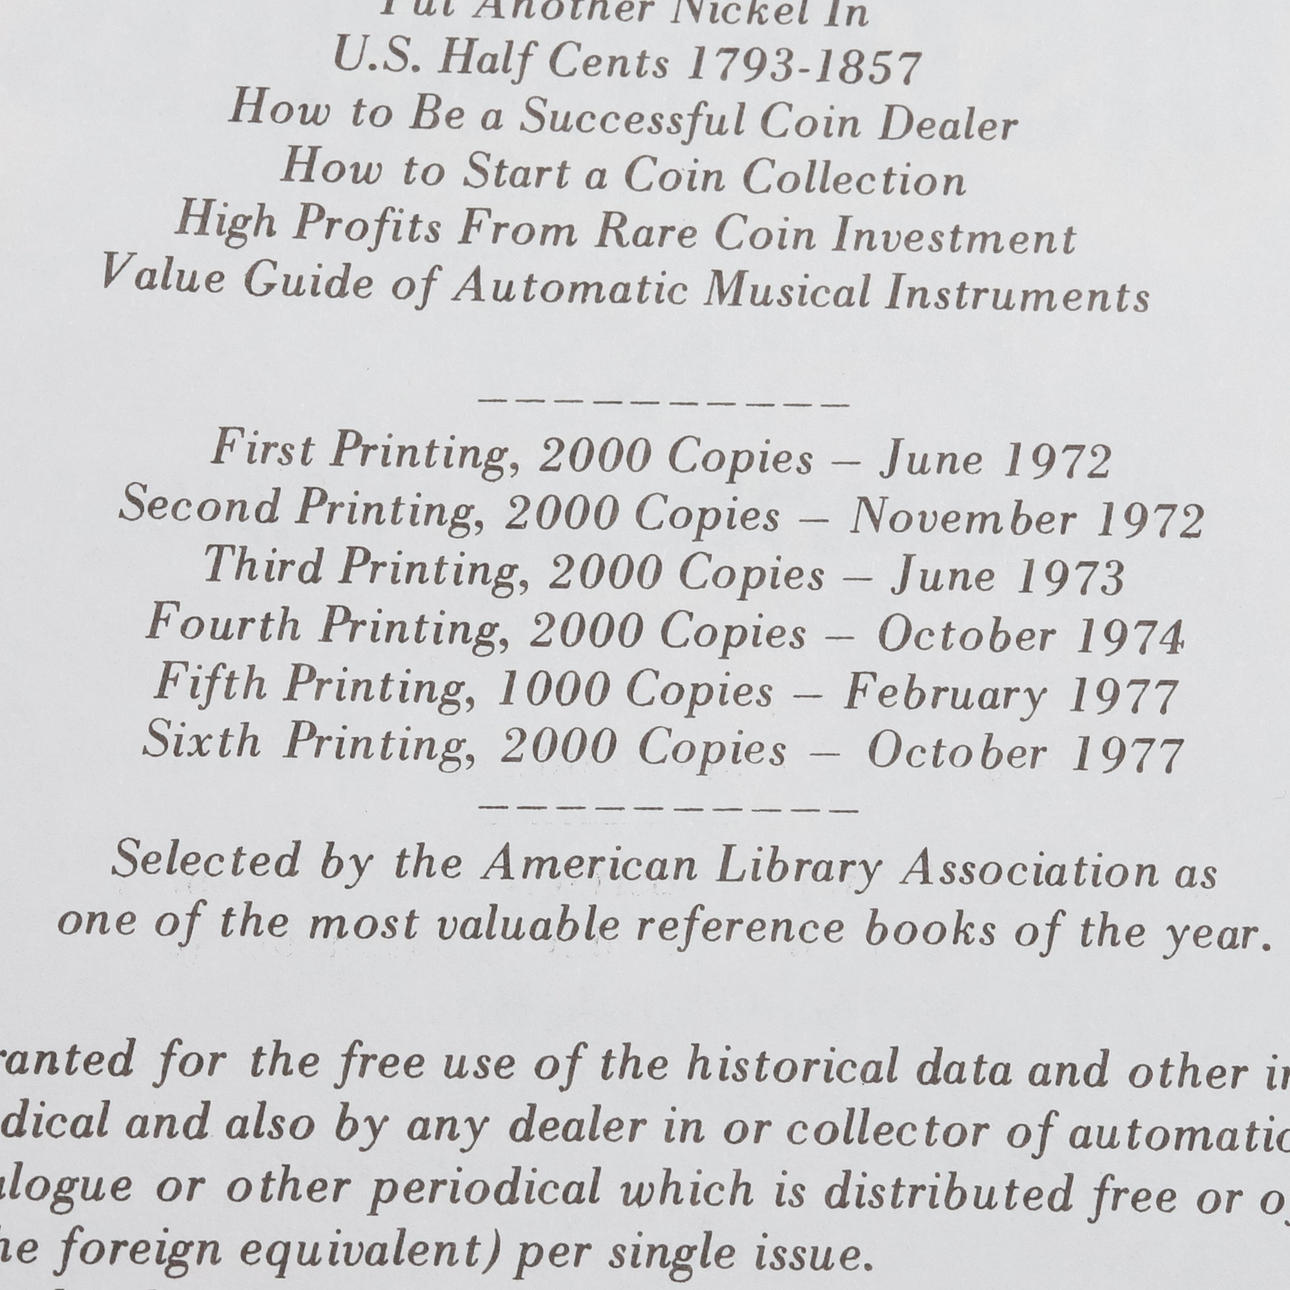 Put Another Nickel In
U.S. Half Cents 1793-1857
How to Be a Successful Coin Dealer
How to Start a Coin Collection
High Profits From Rare Coin Investment
Value Guide of Automatic Musical Instruments
First Printing, 2000 Copies – June 1972
Second Printing, 2000 Copies – November 1972
Third Printing, 2000 Copies – June 1973
Fourth Printing, 2000 Copies – October 1974
Fifth Printing, 1000 Copies – February 1977
Sixth Printing, 2000 Copies – October 1977
Selected by the American Library Association as
one of the most valuable reference books of the year.
for the free use of the historical data and other
and also by any dealer in or collector of
or other periodical which is distributed free or
foreign equivalent) per single issue.